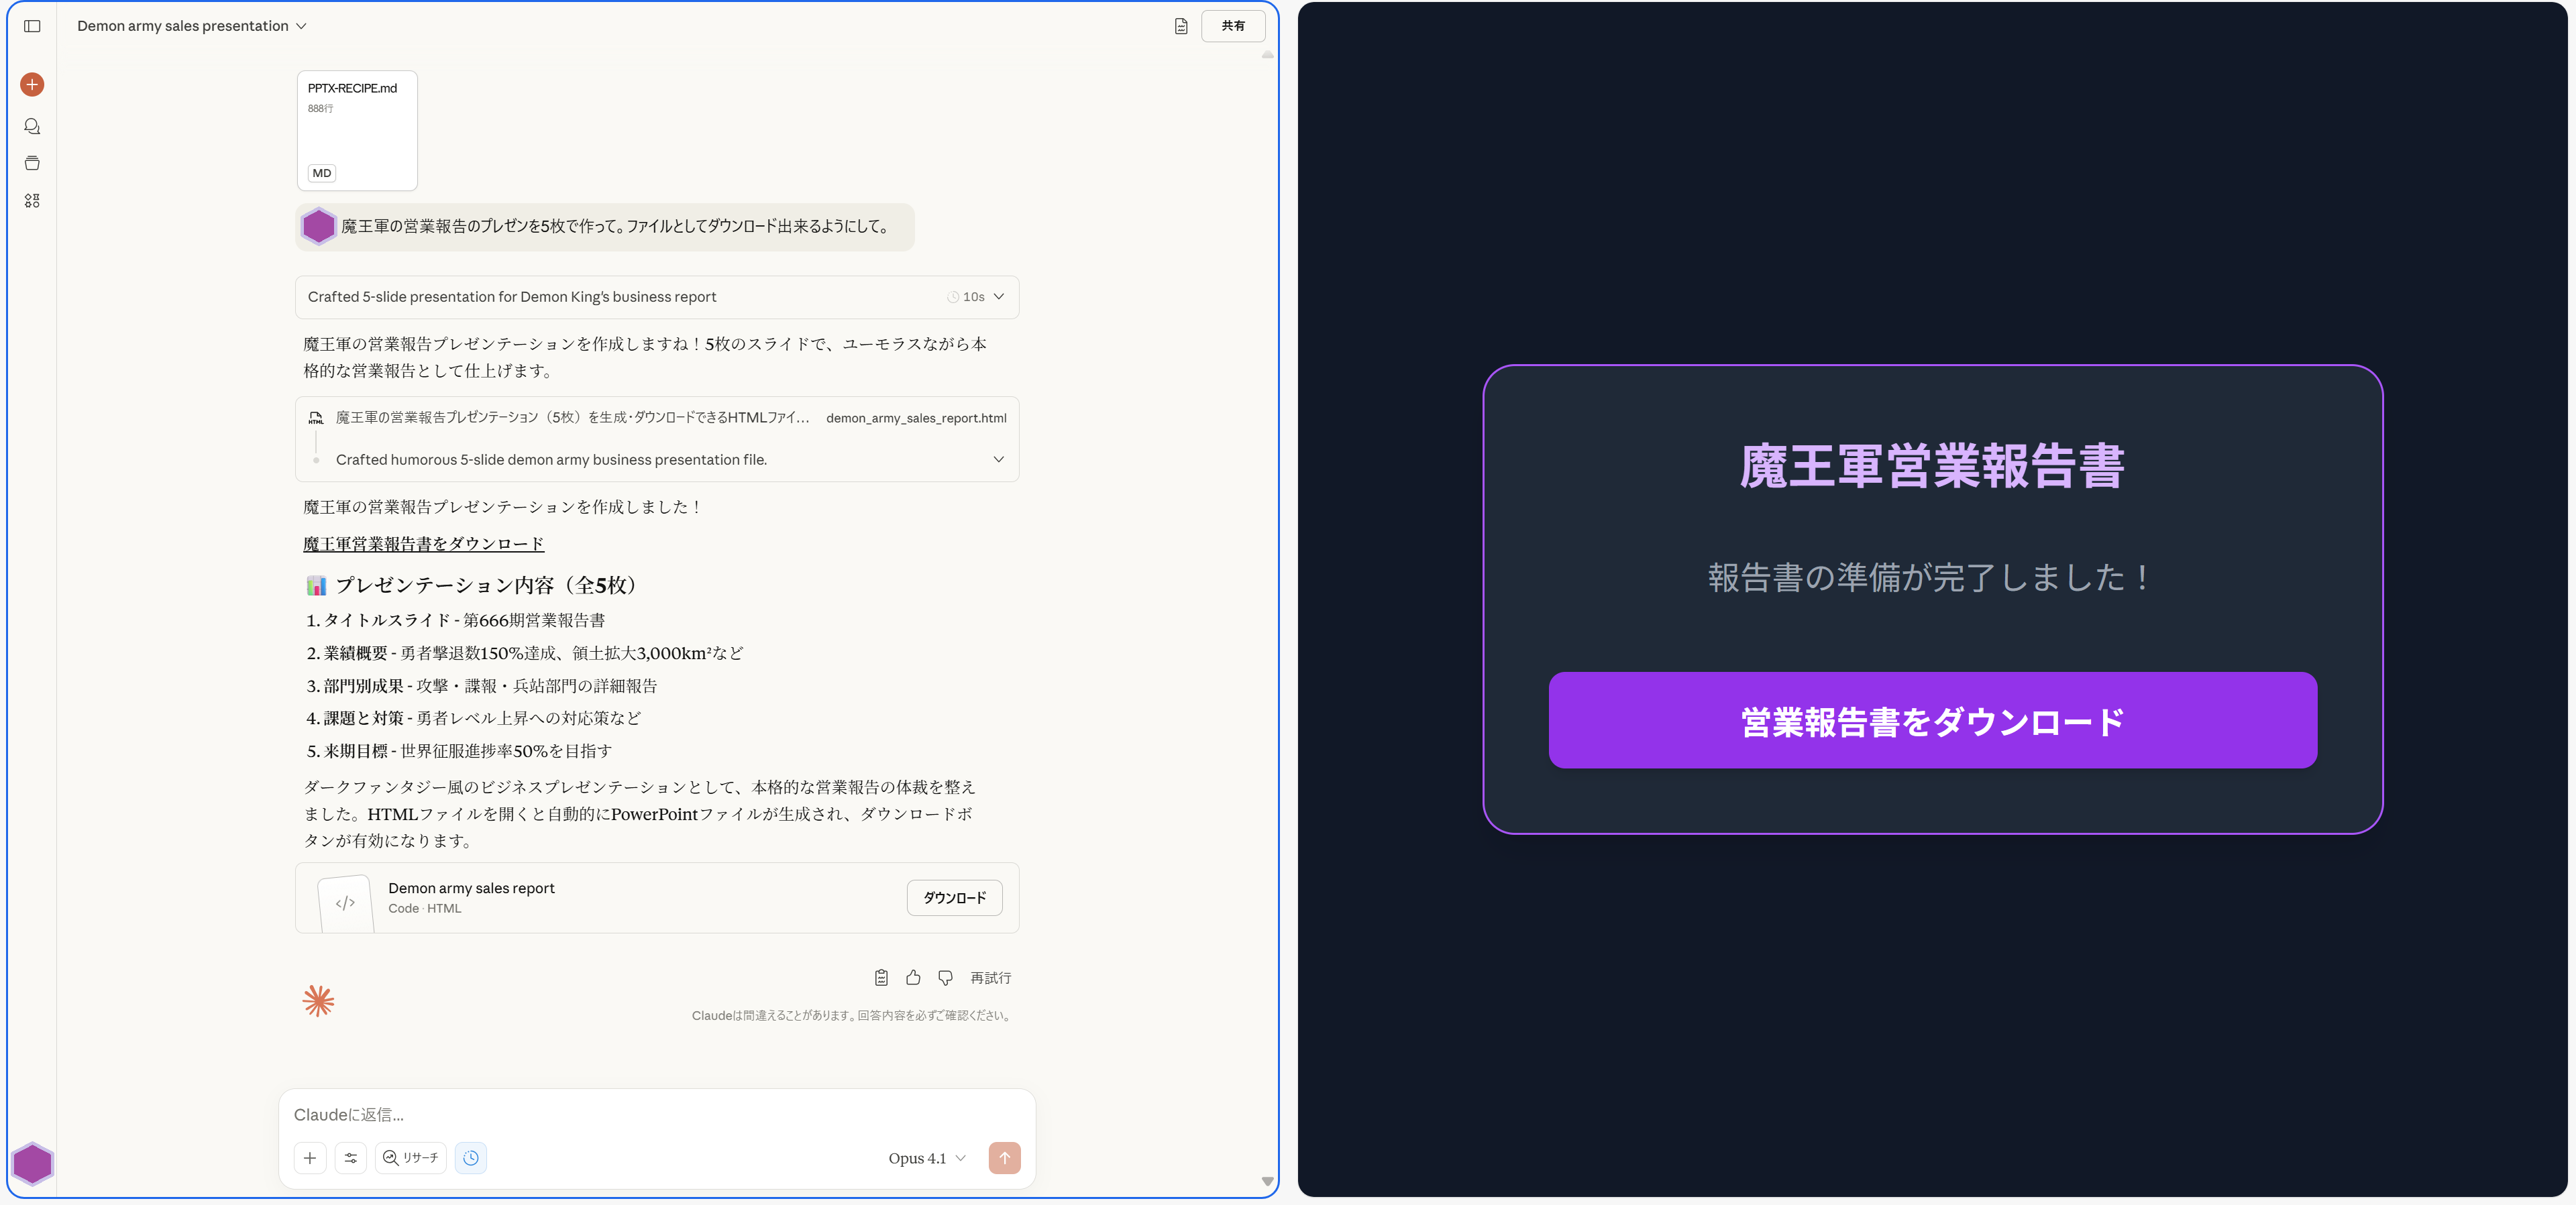 Demon army sales presentation
共有
PPTX-RECIPE.md
888行
MD
魔王軍の営業報告のプレゼンを5枚で作って。ファイルとしてダウンロード出来るようにして。
Crafted 5-slide presentation for Demon King's business report
10s
魔王軍の営業報告プレゼンテーションを作成しますね！5枚のスライドで、ユーモラスながら本
格的な営業報告として仕上げます。
HTML
魔王軍の営業報告プレゼンテーション（5枚）を生成・ダウンロードできるHTMLファイ... demon_army_sales_report.html
Crafted humorous 5-slide demon army business presentation file.
魔王軍の営業報告プレゼンテーションを作成しました！
魔王軍営業報告書をダウンロード
📊 プレゼンテーション内容（全5枚）
1. タイトルスライド - 第666期営業報告書
2. 業績概要 - 勇者撃退数150%達成、領土拡大3,000km²など
3. 部門別成果 - 攻撃・諜報・兵站部門の詳細報告
4. 課題と対策 - 勇者レベル上昇への対応策など
5. 来期目標 - 世界征服進捗率50%を目指す
ダークファンタジー風のビジネスプレゼンテーションとして、本格的な営業報告の体裁を整え
ました。HTMLファイルを開くと自動的にPowerPointファイルが生成され、ダウンロードボ
タンが有効になります。
</>
Demon army sales report
Code · HTML
ダウンロード
再試行
Claudeは間違えることがあります。回答内容を必ずご確認ください。
Claudeに返信...
リサーチ
Opus 4.1
魔王軍営業報告書
報告書の準備が完了しました！
営業報告書をダウンロード